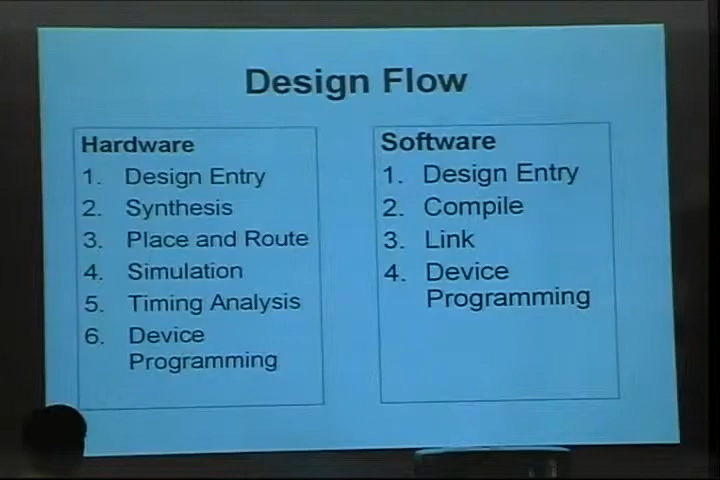 Design Flow
Hardware
1. Design Entry
2. Synthesis
3. Place and Route
4. Simulation
5. Timing Analysis
6. Device
Programming
Software
1. Design Entry
2. Compile
3. Link
4. Device
Programming